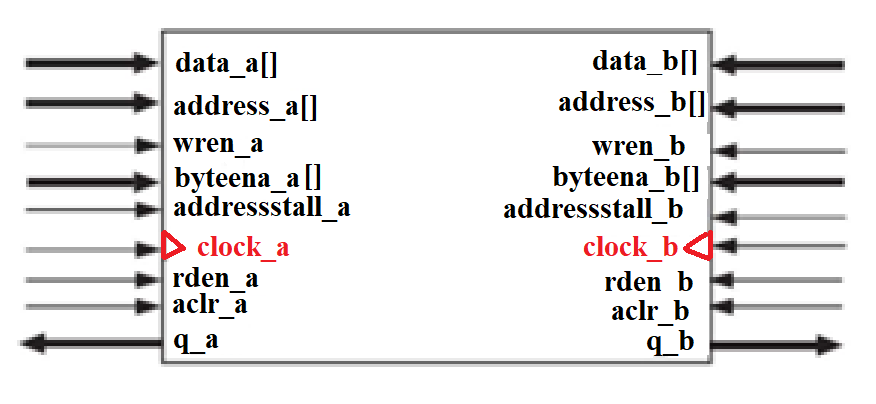 data_a[]
address_a[]
wren_a
byteena_a[]
addressstall_a
clock_a
rden_a
aclr_a
q_a
data_b[]
address_b[]
wren_b
byteena_b[]
addressstall_b
clock_b
rden_b
aclr_b
q_b